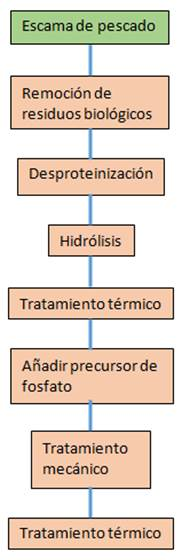 Escama de pescado
Remoción de
residuos biológicos
Desproteinización
Hidrólisis
Tratamiento térmico
Añadir precursor de
fosfato
Tratamiento
mecánico
Tratamiento térmico